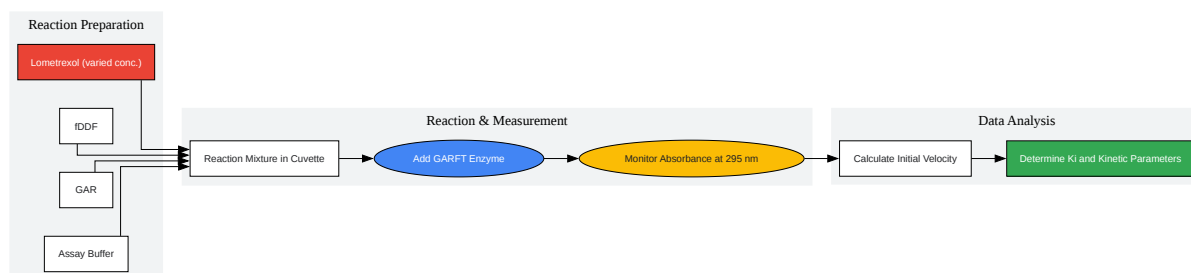 Reaction Preparation
Lometrexol (varied conc.)
fDDF
GAR
Assay Buffer
Reaction & Measurement
Reaction Mixture in Cuvette
Add GARFT Enzyme
Monitor Absorbance at 295 nm
Data Analysis
Calculate Initial Velocity
Determine Ki and Kinetic Parameters